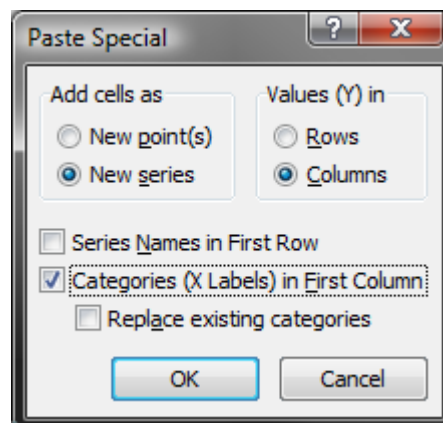 Paste Special
?
Add cells as
Values (Y) in
New point(s)
Rows
New series
Columns
Series Names in First Row
Categories (X Labels) in First Column
Replace existing categories
OK
Cancel